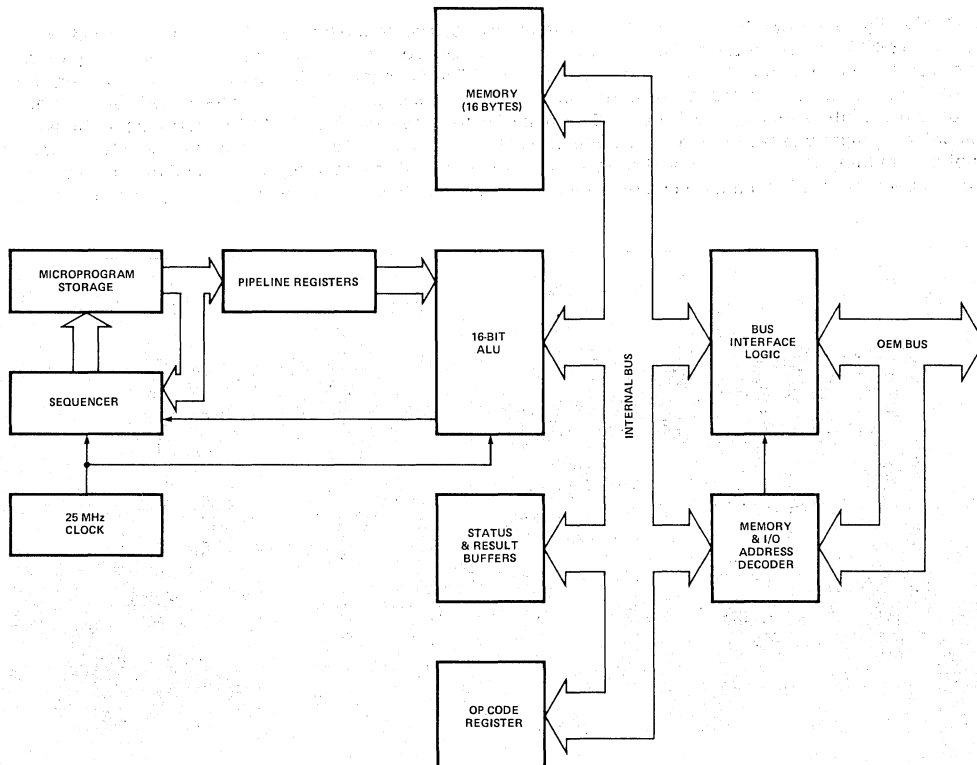 MEMORY
(16 BYTES)
MICROPROGRAM
STORAGE
PIPELINE REGISTERS
16-BIT
ALU
BUS
INTERFACE
LOGIC
OEM BUS
INTERNAL BUS
SEQUENCER
25 MHz
CLOCK
STATUS
& RESULT
BUFFERS
MEMORY
& I/O
ADDRESS
DECODER
OP CODE
REGISTER